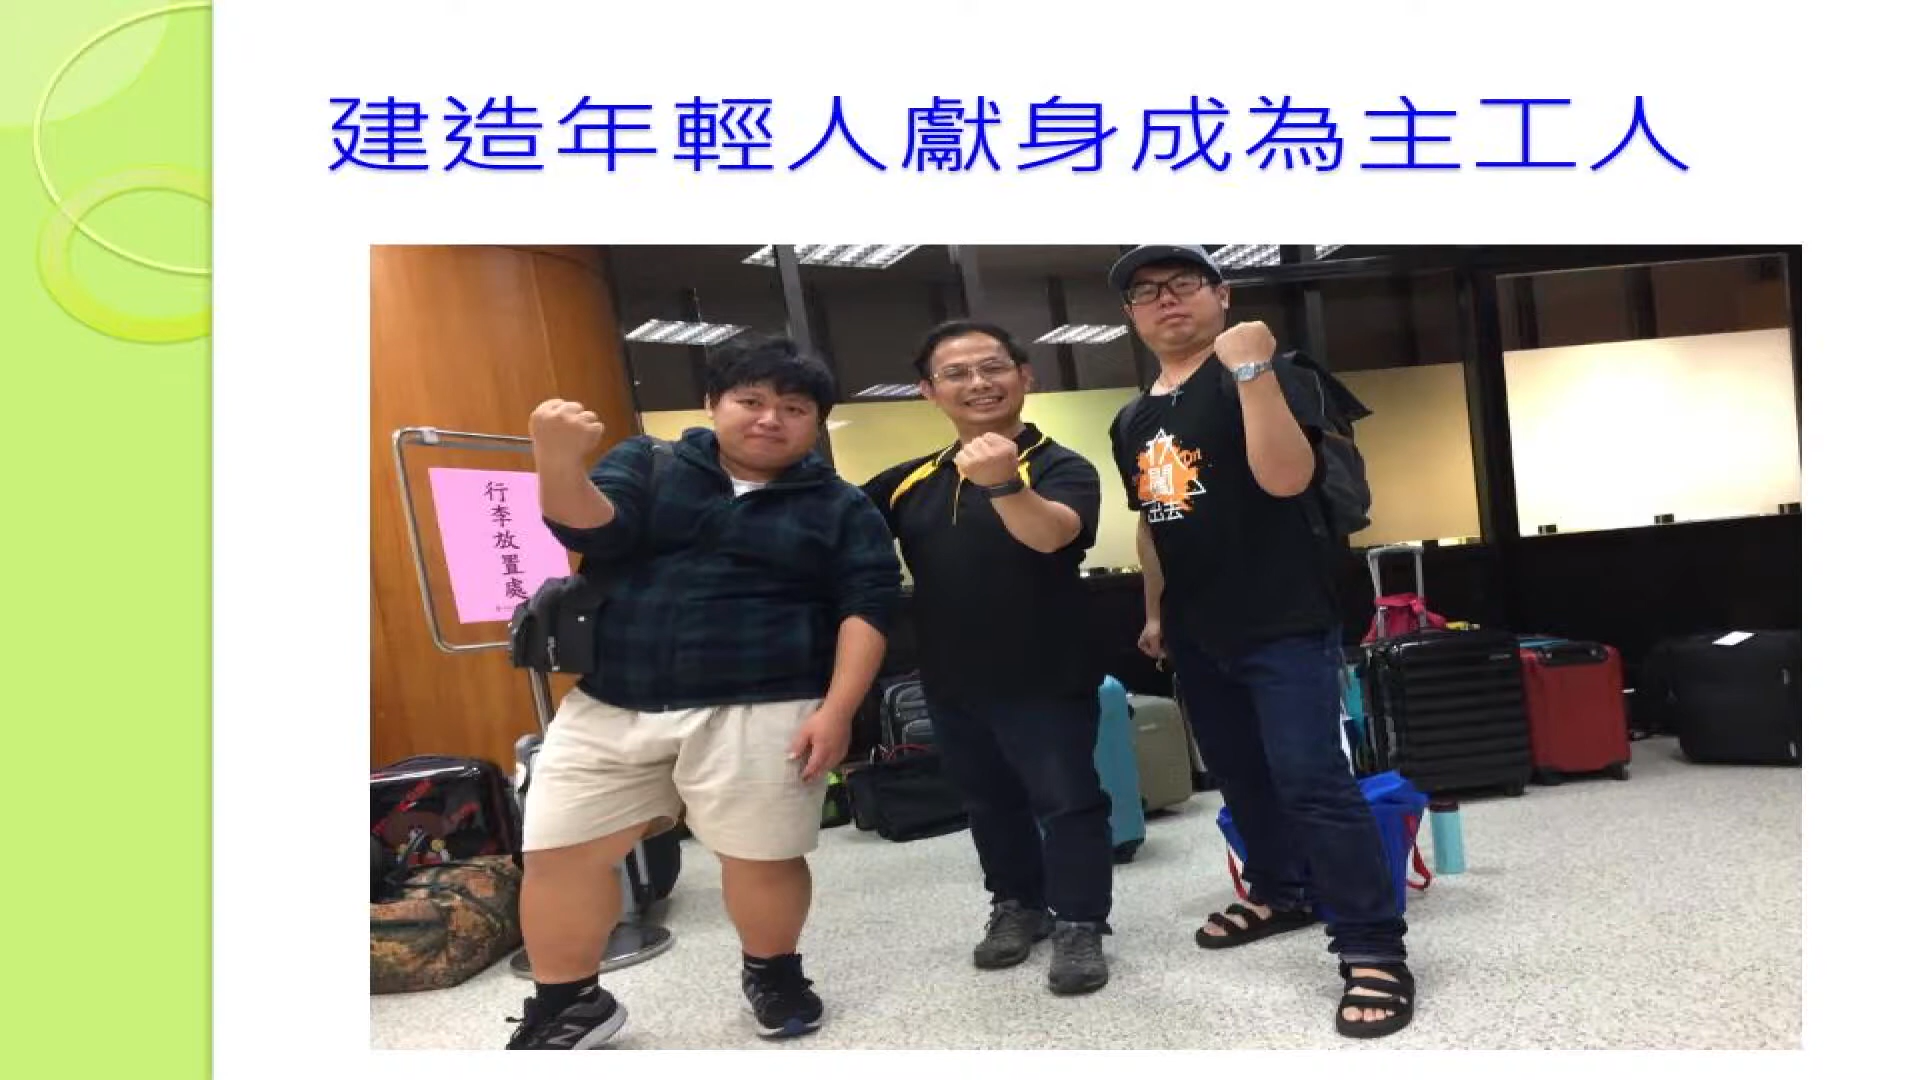 建造年輕人獻身成為主工人
行李放置處
闖
出去